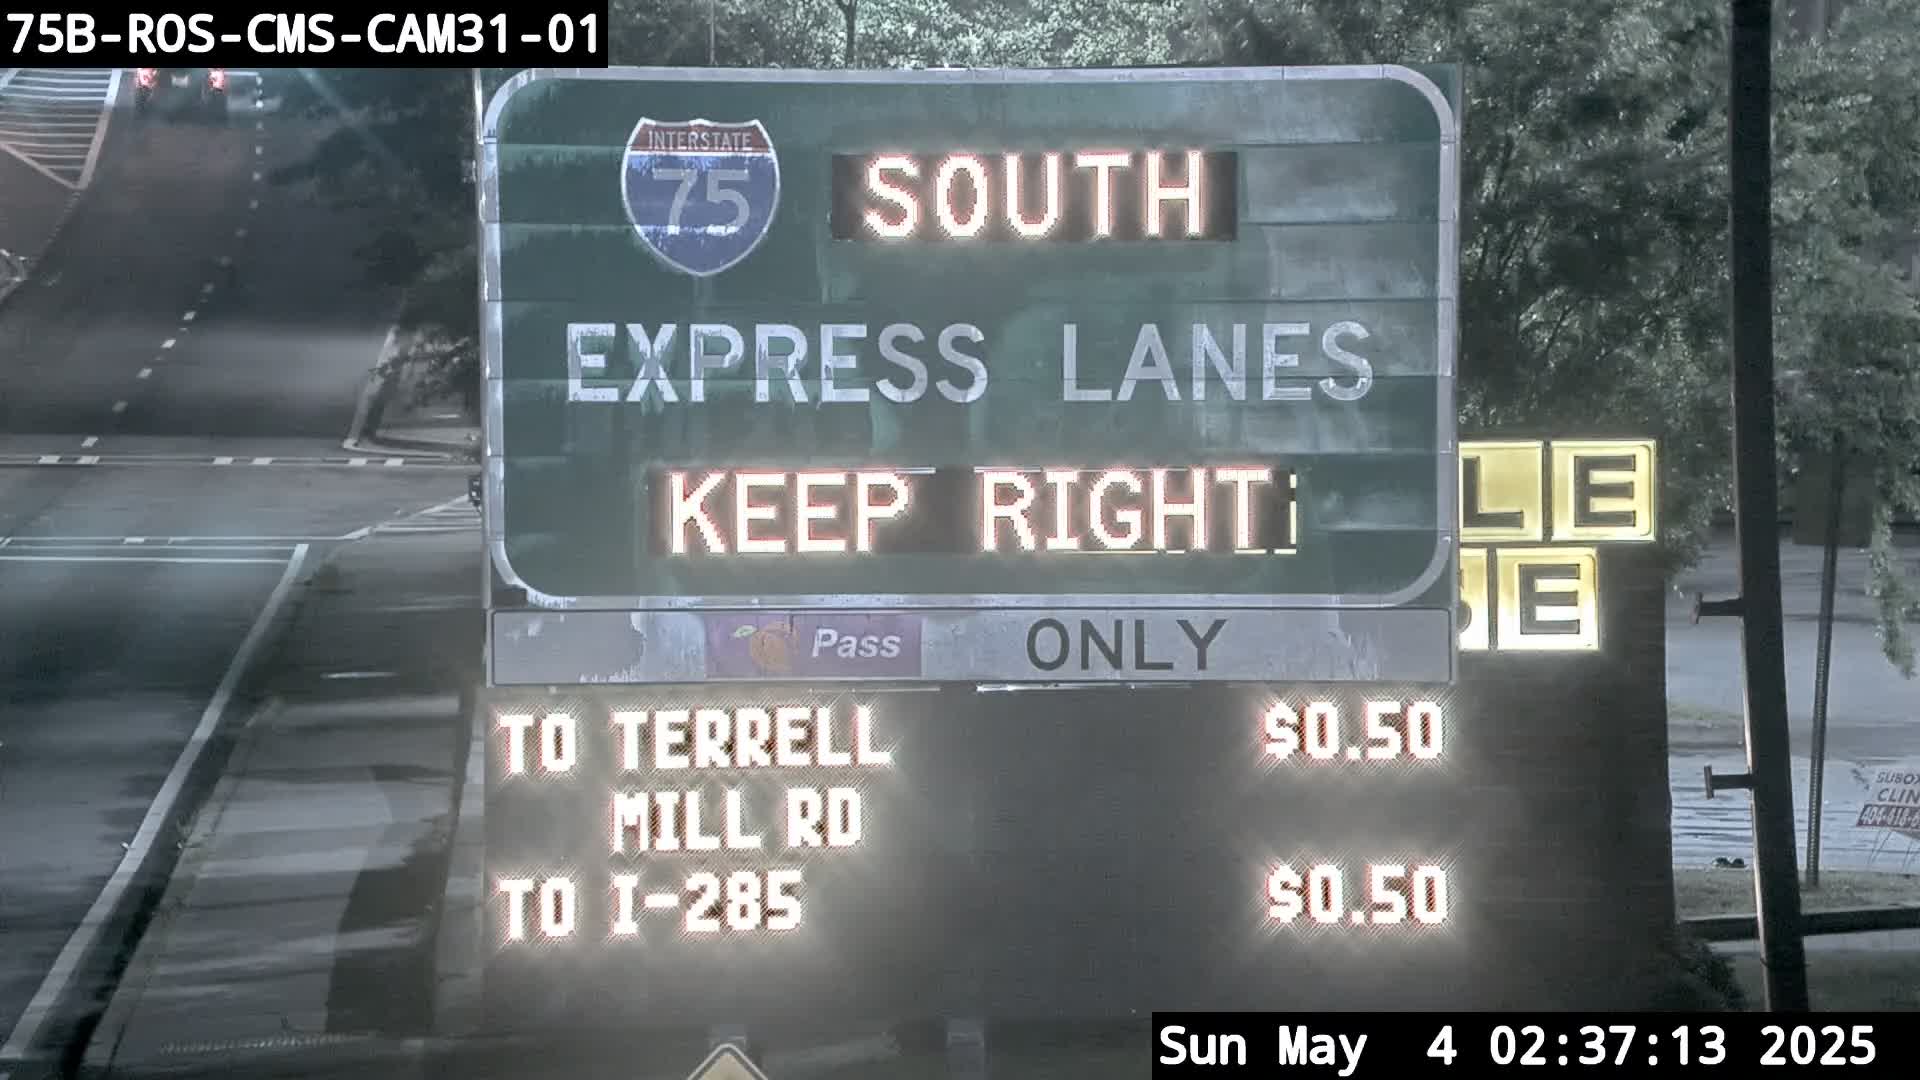 75B-ROS-CMS-CAM31-01
INTERSTATE
75
SOUTH
EXPRESS LANES
KEEP RIGHT
Pass ONLY
TO TERRELL $0.50
MILL RD
TO I-285 $0.50
LE
E
Sun May 4 02:37:13 2025